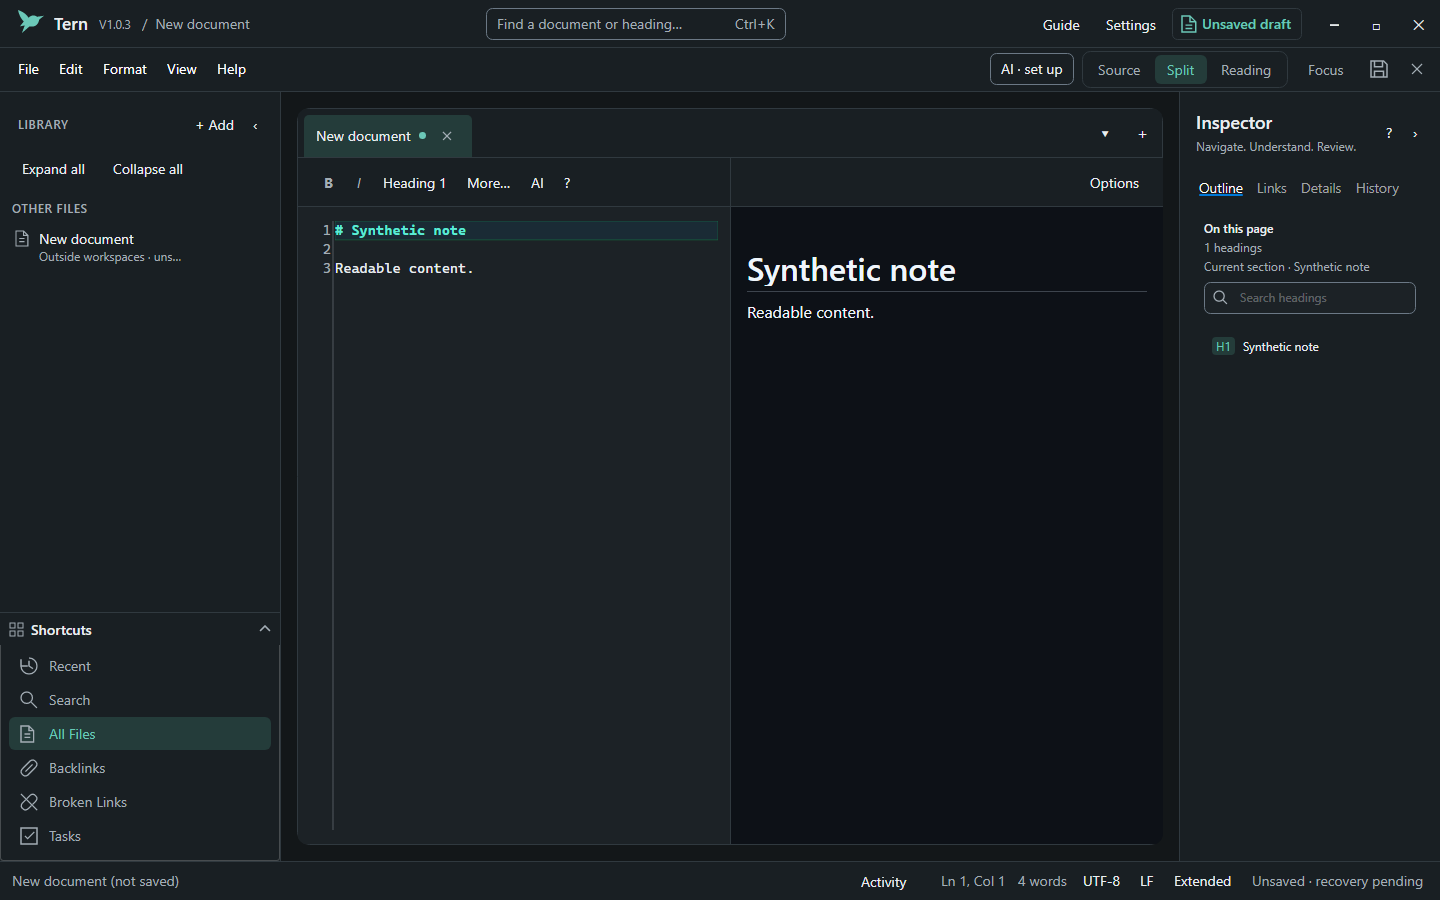 Tern V1.0.3 / New document
Find a document or heading... Ctrl+K
Guide Settings Unsaved draft
File Edit Format View Help
AI · set up Source Split Reading Focus
LIBRARY + Add ‹
Expand all Collapse all
OTHER FILES
New document
Outside workspaces · uns...
Shortcuts
Recent
Search
All Files
Backlinks
Broken Links
Tasks
New document
B I Heading 1 More... AI ?
Options
1 # Synthetic note
2
3 Readable content.
Synthetic note
Readable content.
Inspector
Navigate. Understand. Review.
? ›
Outline Links Details History
On this page
1 headings
Current section · Synthetic note
Search headings
H1 Synthetic note
New document (not saved)
Activity Ln 1, Col 1 4 words UTF-8 LF Extended Unsaved · recovery pending